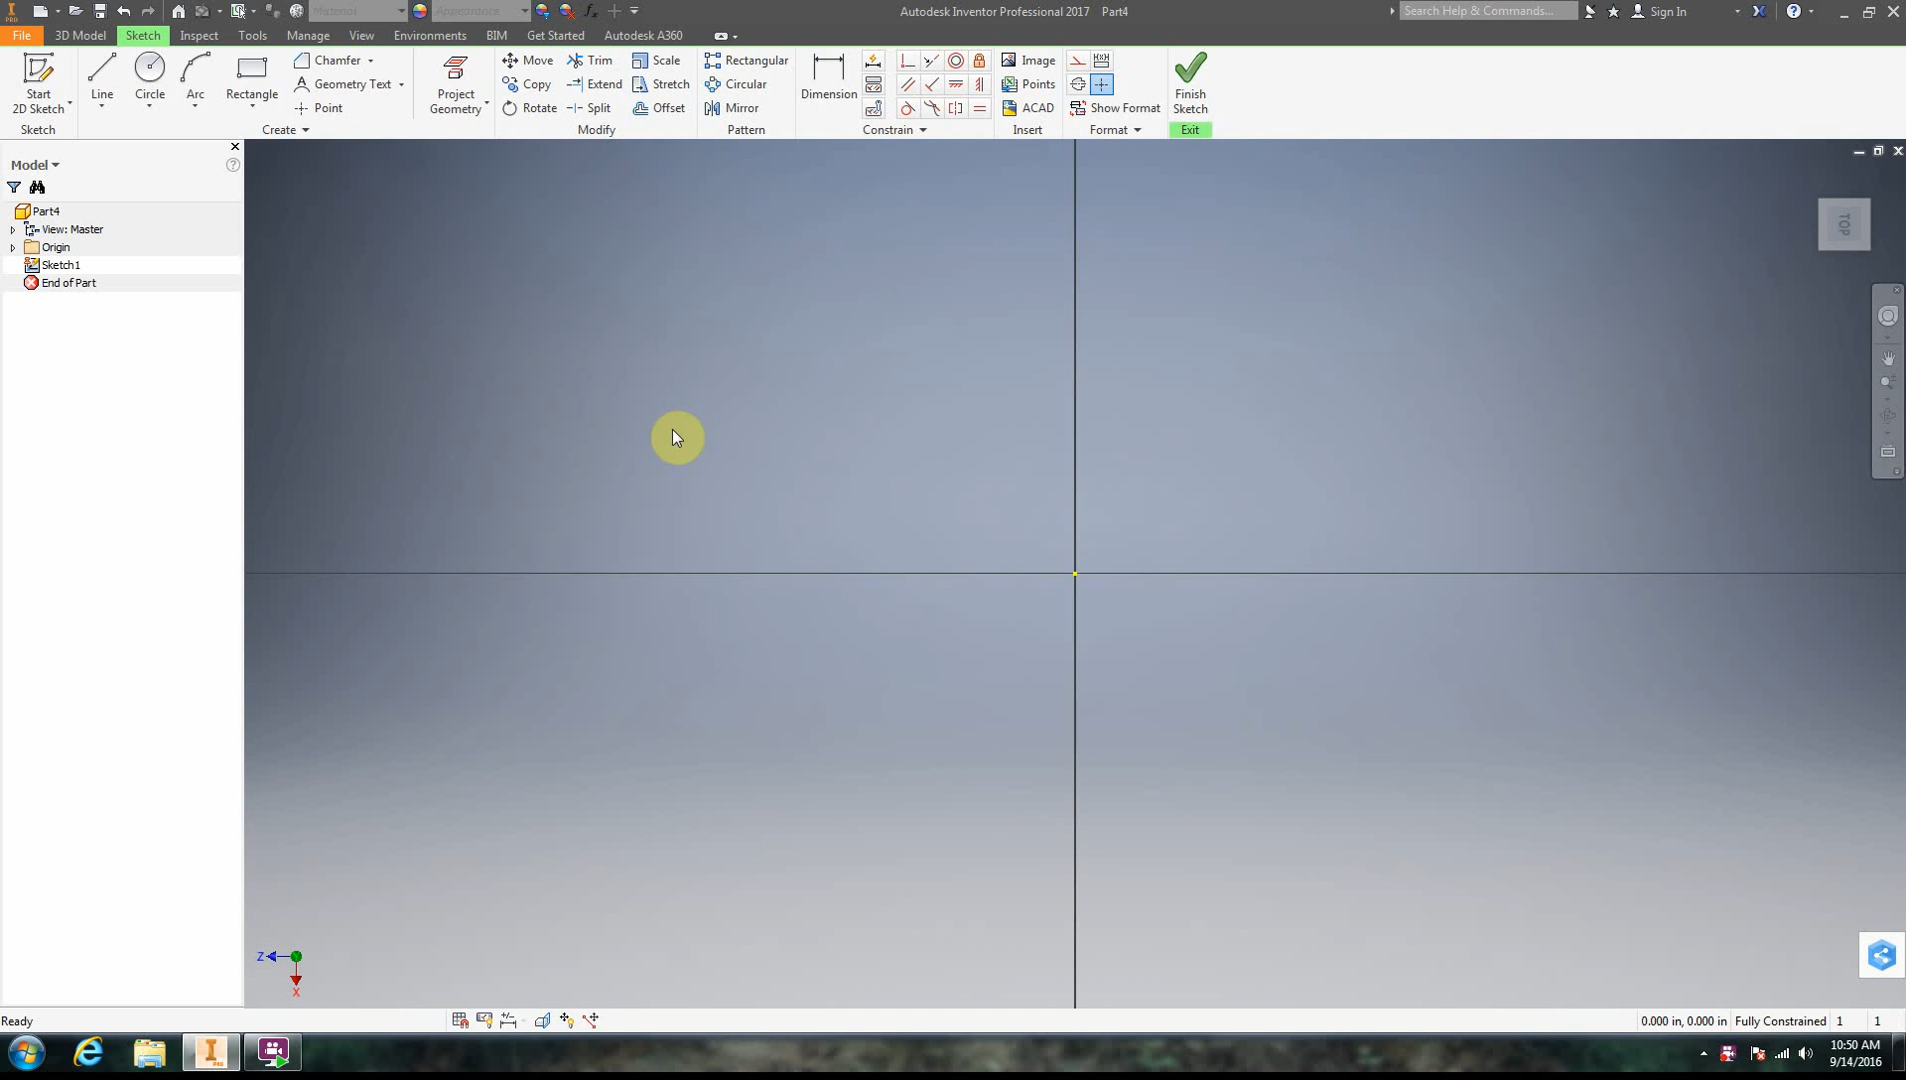 PRO
Material
Appearance
fx
Autodesk Inventor Professional 2017 Part4
Search Help & Commands...
Sign In
File
3D Model
Sketch
Inspect
Tools
Manage
View
Environments
BIM
Get Started
Autodesk A360
Start
2D Sketch
Line
Circle
Arc
Rectangle
Chamfer
Geometry Text
Point
Project
Geometry
Move
Copy
Rotate
Trim
Extend
Split
Scale
Stretch
Offset
Rectangular
Circular
Mirror
Dimension
Image
Points
ACAD
Show Format
Finish
Sketch
Sketch
Create
Modify
Pattern
Constrain
Insert
Format
Exit
Model
Part4
View: Master
Origin
Sketch1
End of Part
TOP
Z
X
Ready
0.000 in, 0.000 in
Fully Constrained
1
1
10:50 AM
9/14/2016